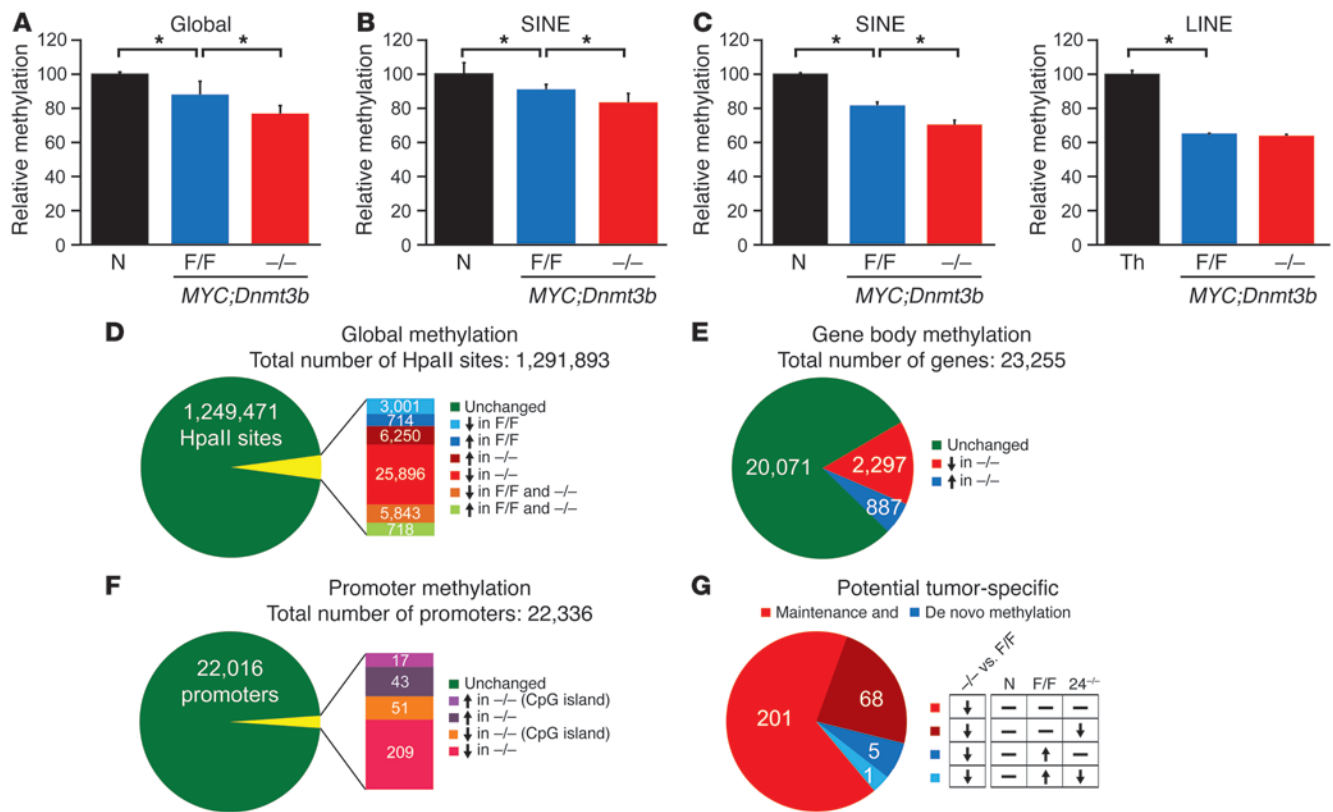 A
Global
Relative methylation
120
100
80
60
40
20
0
*
*
N
F/F
–/–
MYC;Dnmt3b
B
SINE
Relative methylation
120
100
80
60
40
20
0
*
*
N
F/F
–/–
MYC;Dnmt3b
C
SINE
Relative methylation
120
100
80
60
40
20
0
*
*
N
F/F
–/–
MYC;Dnmt3b
LINE
Relative methylation
120
100
80
60
40
20
0
*
Th
F/F
–/–
MYC;Dnmt3b
D
Global methylation
Total number of HpaII sites: 1,291,893
1,249,471
HpaII sites
3,001
714
6,250
25,896
5,843
718
Unchanged
↓ in F/F
↑ in F/F
↑ in –/–
↓ in –/–
↓ in F/F and –/–
↑ in F/F and –/–
E
Gene body methylation
Total number of genes: 23,255
20,071
2,297
887
Unchanged
↓ in –/–
↑ in –/–
F
Promoter methylation
Total number of promoters: 22,336
22,016
promoters
17
43
51
209
Unchanged
↑ in –/– (CpG island)
↑ in –/–
↓ in –/– (CpG island)
↓ in –/–
G
Potential tumor-specific
Maintenance and De novo methylation
201
68
5
1
–/– vs. F/F
N F/F 24–/–
↓ – – –
↓ – – ↓
↓ – ↑ –
↓ – ↑ ↓